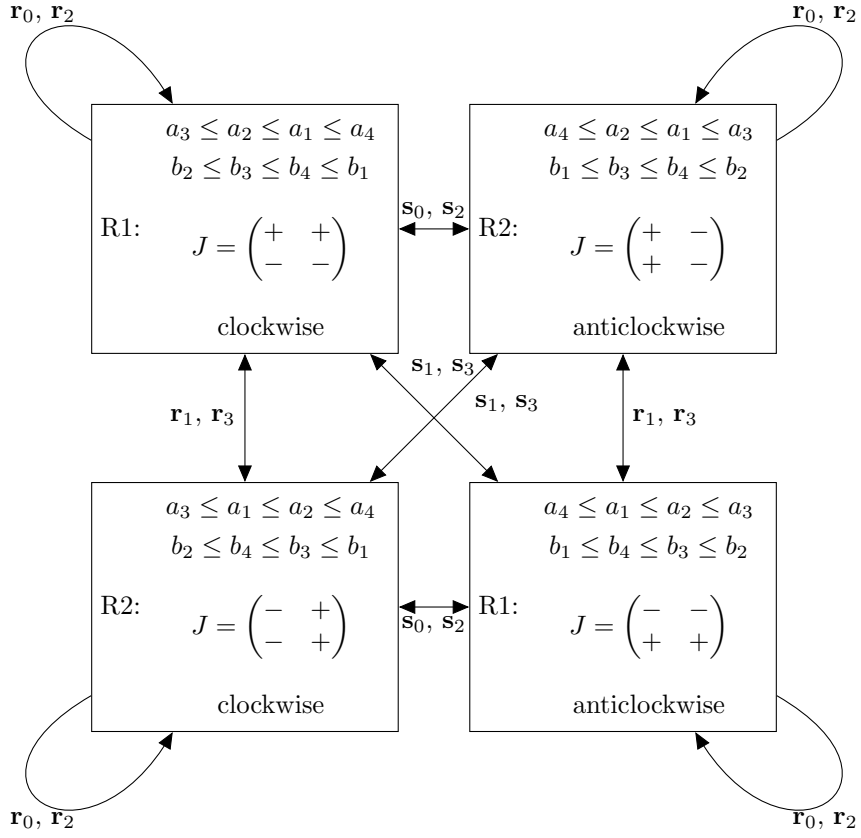 r₀, r₂
r₀, r₂
a₃ ≤ a₂ ≤ a₁ ≤ a₄
b₂ ≤ b₃ ≤ b₄ ≤ b₁
R1:
J = (+ +
− −)
clockwise
s₀, s₂
a₄ ≤ a₂ ≤ a₁ ≤ a₃
b₁ ≤ b₃ ≤ b₄ ≤ b₂
R2:
J = (+ −
+ −)
anticlockwise
s₁, s₃
s₁, s₃
r₁, r₃
r₁, r₃
a₃ ≤ a₁ ≤ a₂ ≤ a₄
b₂ ≤ b₄ ≤ b₃ ≤ b₁
R2:
J = (− +
− +)
clockwise
s₀, s₂
a₄ ≤ a₁ ≤ a₂ ≤ a₃
b₁ ≤ b₄ ≤ b₃ ≤ b₂
R1:
J = (− −
+ +)
anticlockwise
r₀, r₂
r₀, r₂